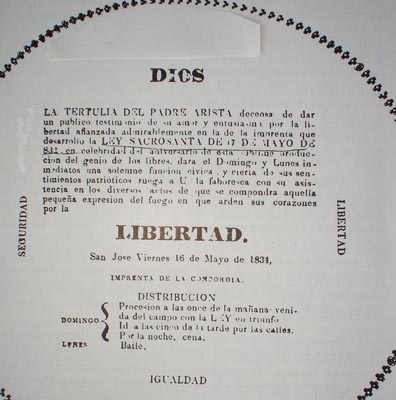 DIOS
LA TERTULIA DEL PADRE ARISTA deceosa de dar
un publico testimonio de su amor y entusiasmo por la li-
bertad afianzada admirablemente en la de la imprenta que
desarrollo la LEY SACROSANTA DE 17 DE MAYO DE
832, en celebridad del aniversario de esta sublime produc-
cion del genio de los libres, dara el Domingo y Lunes in-
mediatos una solemne funcion civica, y cierta de sus sen-
timientos patrióticos ruega a U la faboresca con su asis-
tencia en los diversos actos de que se compondra aquella
pequeña expresion del fuego en que arden sus corazones
por la
SEGURIDAD
LIBERTAD
LIBERTAD.
San Jose Viernes 16 de Mayo de 1834,
IMPRENTA DE LA CONCORDIA.
DISTRIBUCION
DOMINGO
Procesion a las once de la mañana: veni-
da del campo con la LEY en triunfo
Id. a las cinco de la tarde por las calles.
Por la noche, cena.
LUNES Baile.
IGUALDAD